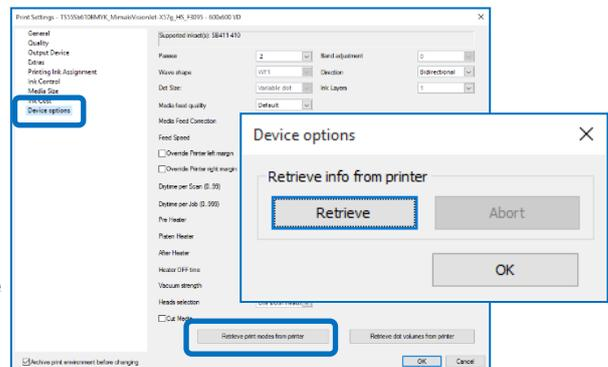 Print Settings - TS55Sb610BMYK_MimakiVisionJet-X57g_HS_F3095 - 600x600 VD
General
Quality
Output Device
Extras
Printing Ink Assignment
Ink Control
Media Size
Ink Cost
Device options
Supported inkset(s): SB411-410
Passes 2 Band adjustment 0
Wave shape WF1 Direction Bidirectional
Dot Size: Variable dot Ink Layers 1
Media feed quality Default
Media Feed Correction
Feed Speed
Override Printer left margin
Override Printer right margin
Drytime per Scan (0..99)
Drytime per Job (0..999)
Pre Heater
Platen Heater
After Heater
Heater OFF time
Vacuum strength
Heads selection
Cut Media
Retrieve print modes from printer Retrieve dot volumes from printer
Archive print environment before changing OK Cancel
Device options
Retrieve info from printer
Retrieve Abort
OK